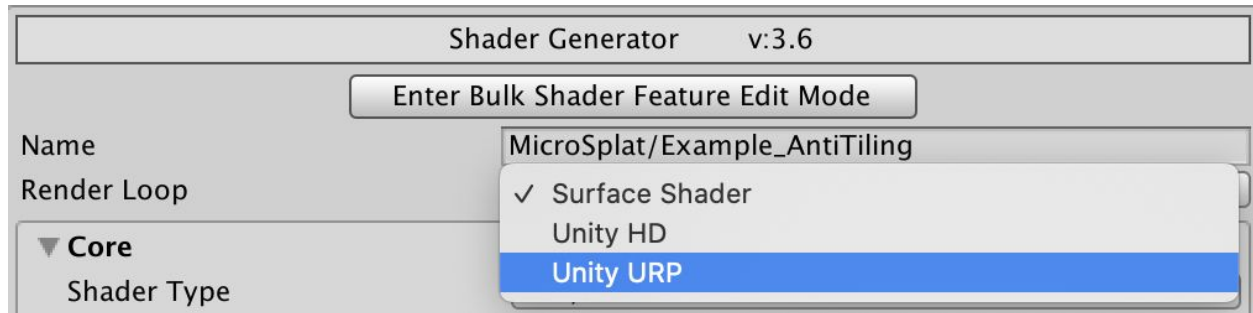 Shader Generator v:3.6
Enter Bulk Shader Feature Edit Mode
Name MicroSplat/Example_AntiTiling
Render Loop ✓ Surface Shader
Unity HD
Core
Unity URP
Shader Type